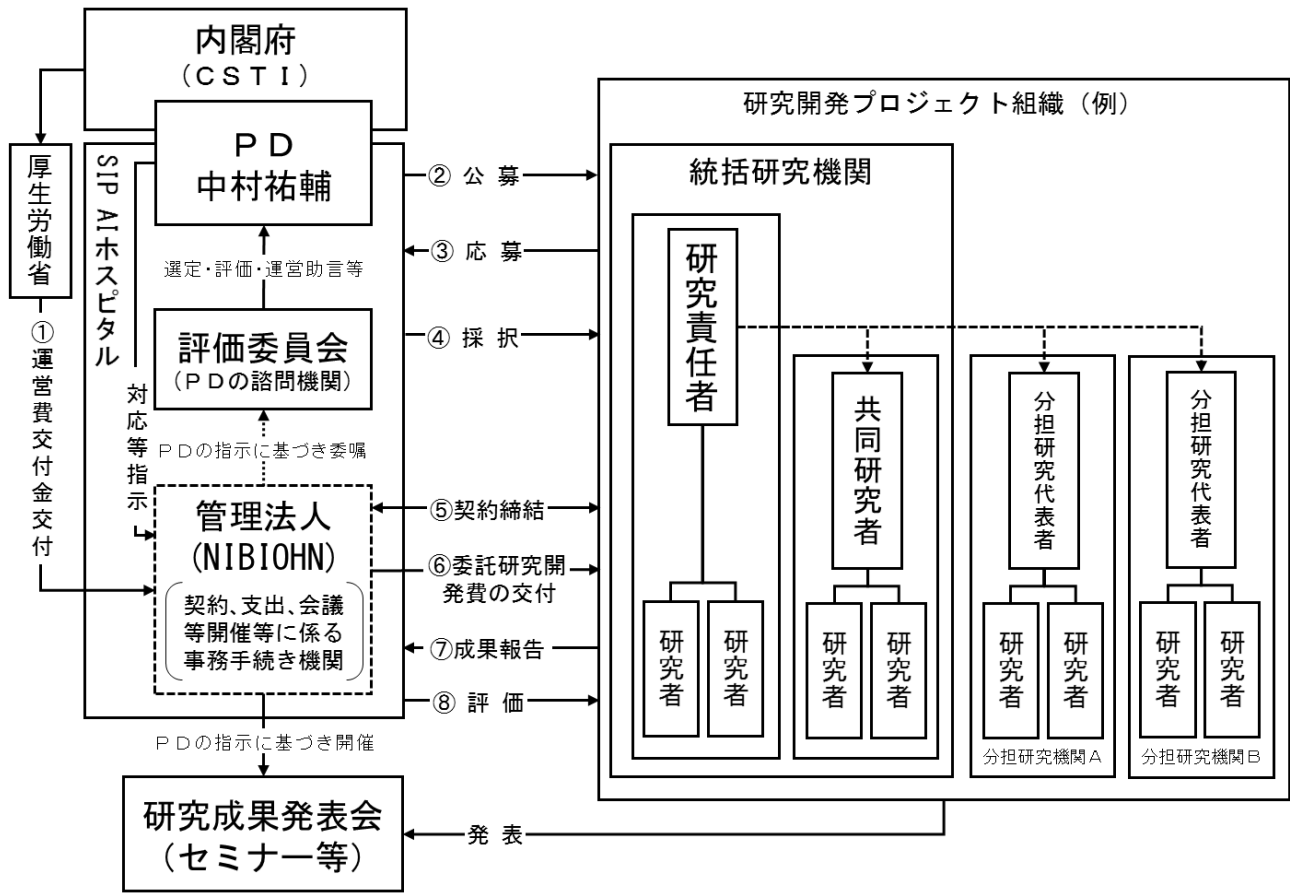 内閣府
(ＣＳＴＩ)
ＰＤ
中村祐輔
厚生労働省
SIP AIホスピタル
①運営費交付金交付
対応等指示
選定・評価・運営助言等
評価委員会
(ＰＤの諮問機関)
ＰＤの指示に基づき委嘱
管理法人
(NIBIOHN)
契約、支出、会議
等開催等に係る
事務手続き機関
ＰＤの指示に基づき開催
研究成果発表会
(セミナー等)
② 公 募
③ 応 募
④ 採 択
⑤契約締結
⑥委託研究開
発費の交付
⑦成果報告
⑧ 評 価
発 表
研究開発プロジェクト組織（例）
統括研究機関
研究責任者
研究者
研究者
共同研究者
研究者
研究者
分担研究代表者
研究者
研究者
分担研究機関Ａ
分担研究代表者
研究者
研究者
分担研究機関Ｂ